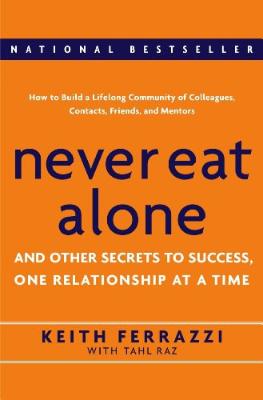 NATIONAL BESTSELLER
How to Build a Lifelong Community of Colleagues,
Contacts, Friends, and Mentors
never eat
alone
AND OTHER SECRETS TO SUCCESS,
ONE RELATIONSHIP AT A TIME
KEITH FERRAZZI
WITH TAHL RAZ